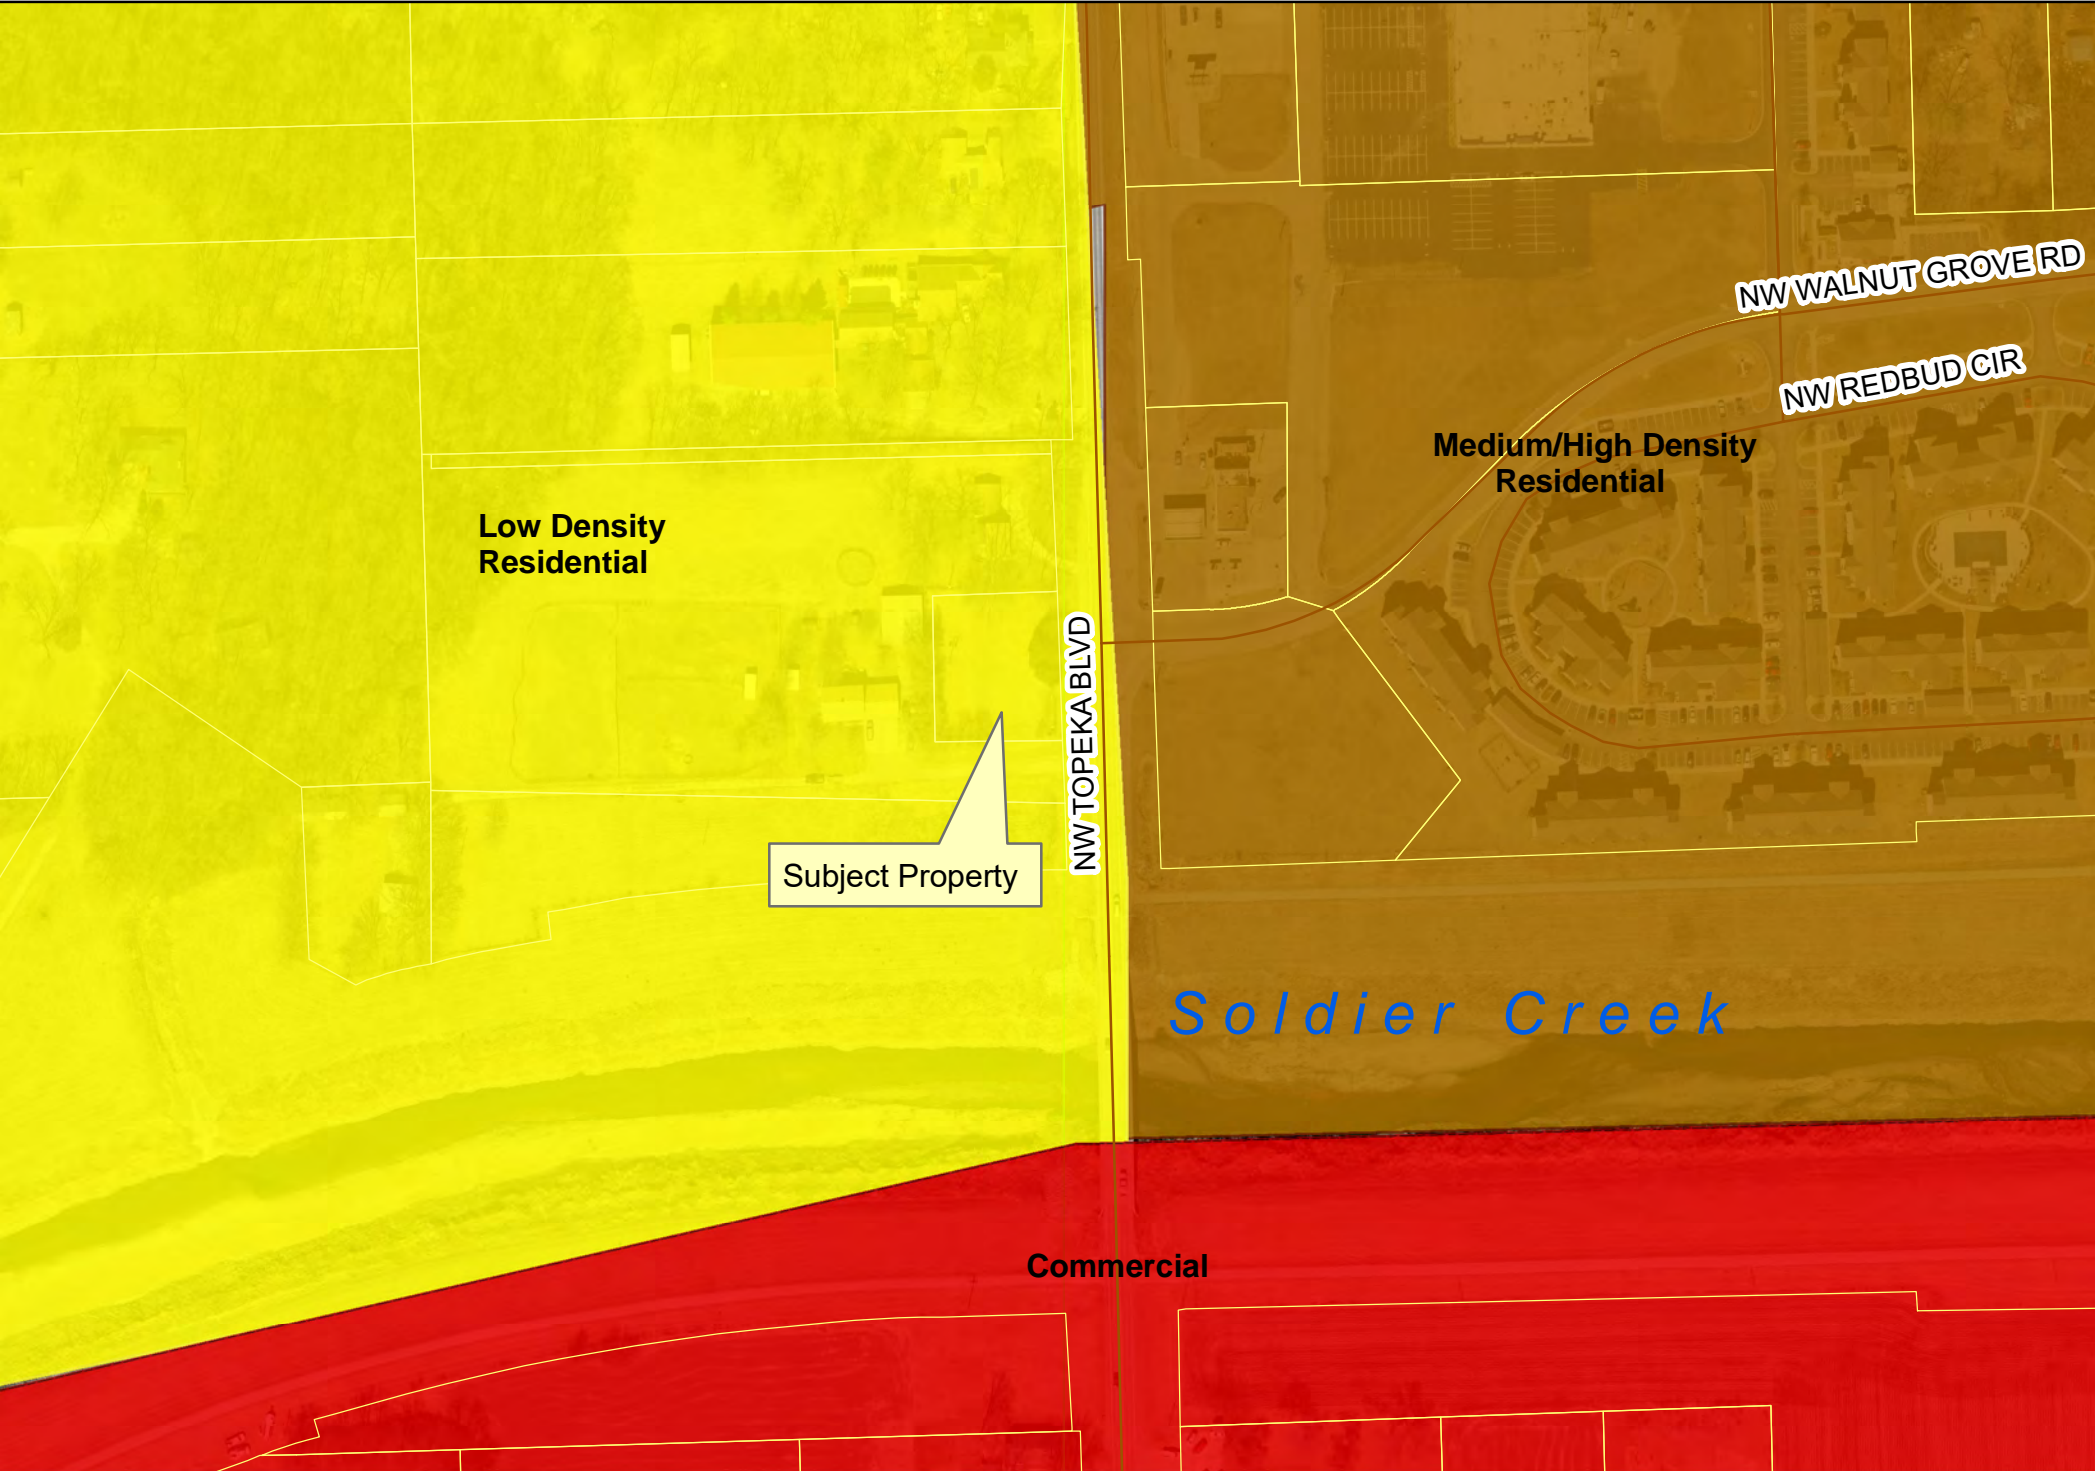 NW WALNUT GROVE RD
NW REDBUD CIR
Medium/High Density
Residential
Low Density
Residential
NW TOPEKA BLVD
Subject Property
Soldier Creek
Commercial